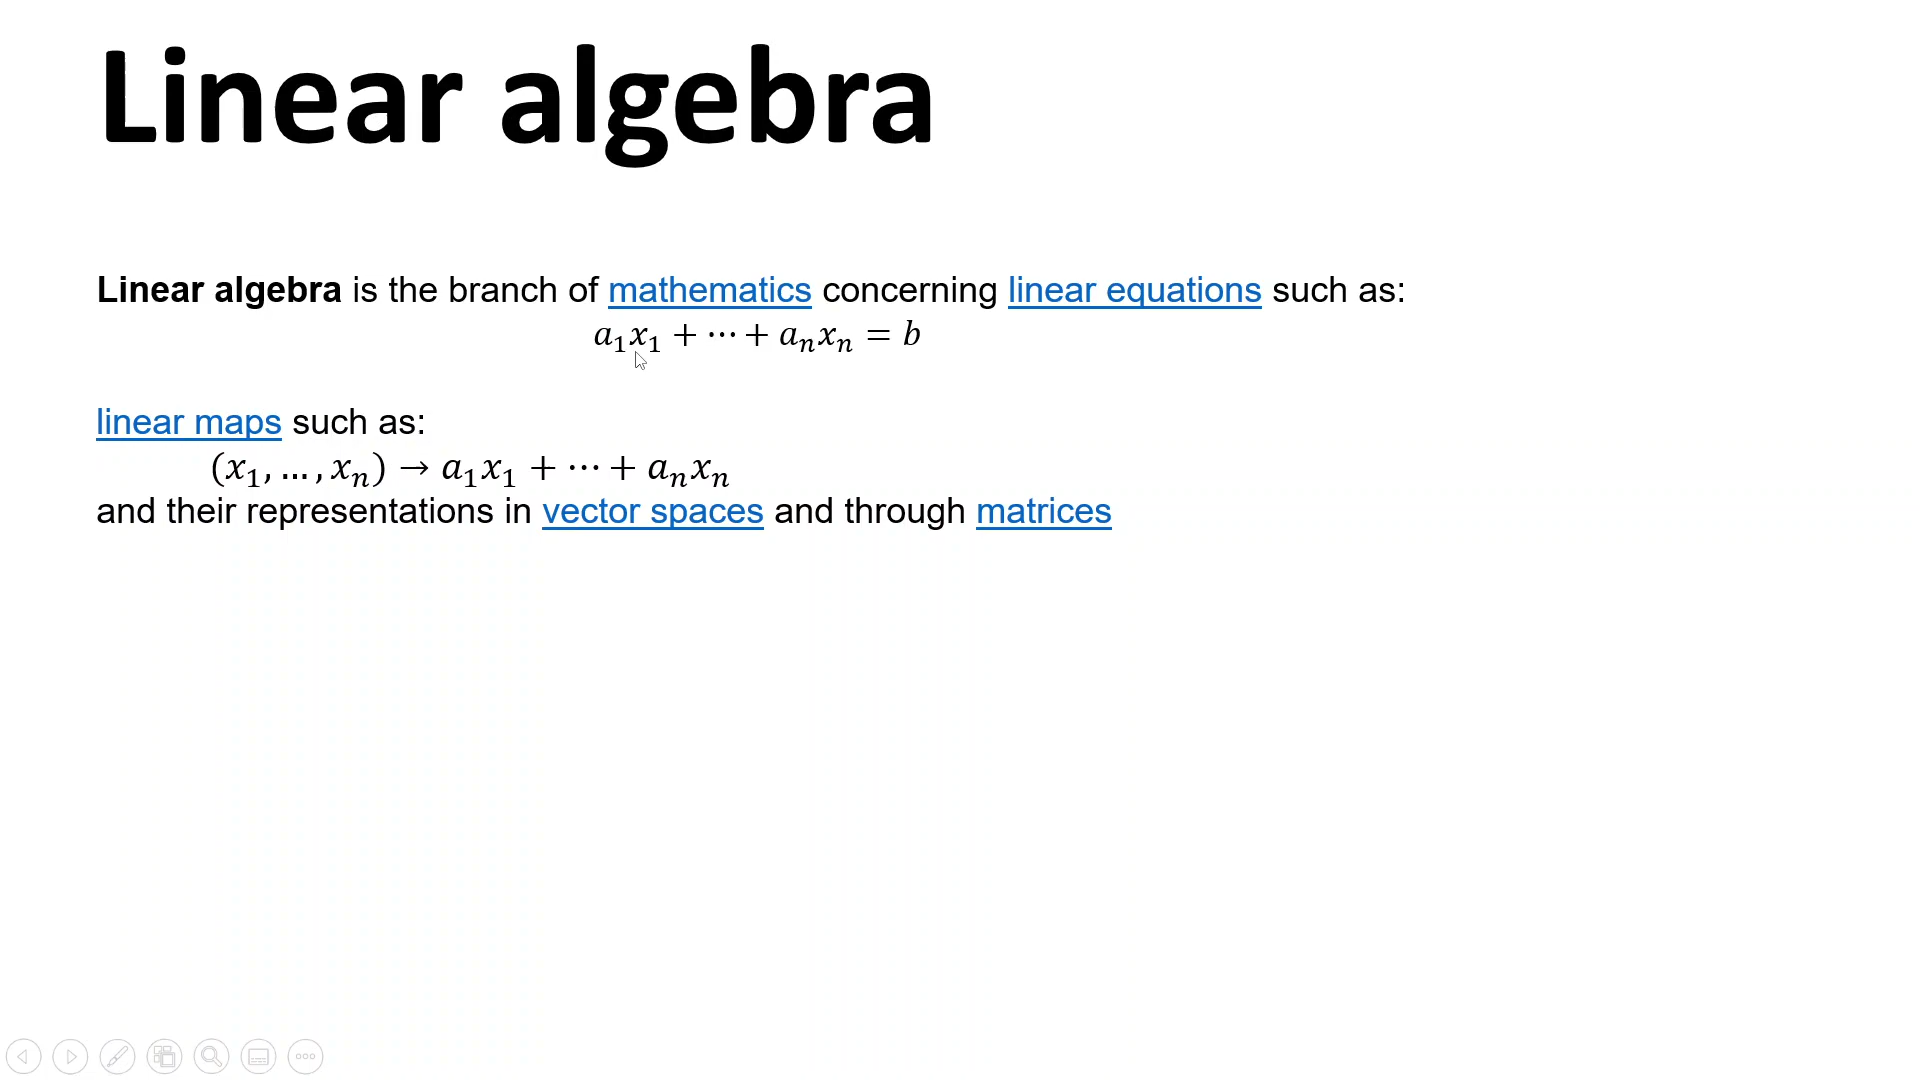 Linear algebra
Linear algebra is the branch of mathematics concerning linear equations such as:
a₁x₁ + ⋯ + aₙxₙ = b
linear maps such as:
(x₁, … , xₙ) → a₁x₁ + ⋯ + aₙxₙ
and their representations in vector spaces and through matrices